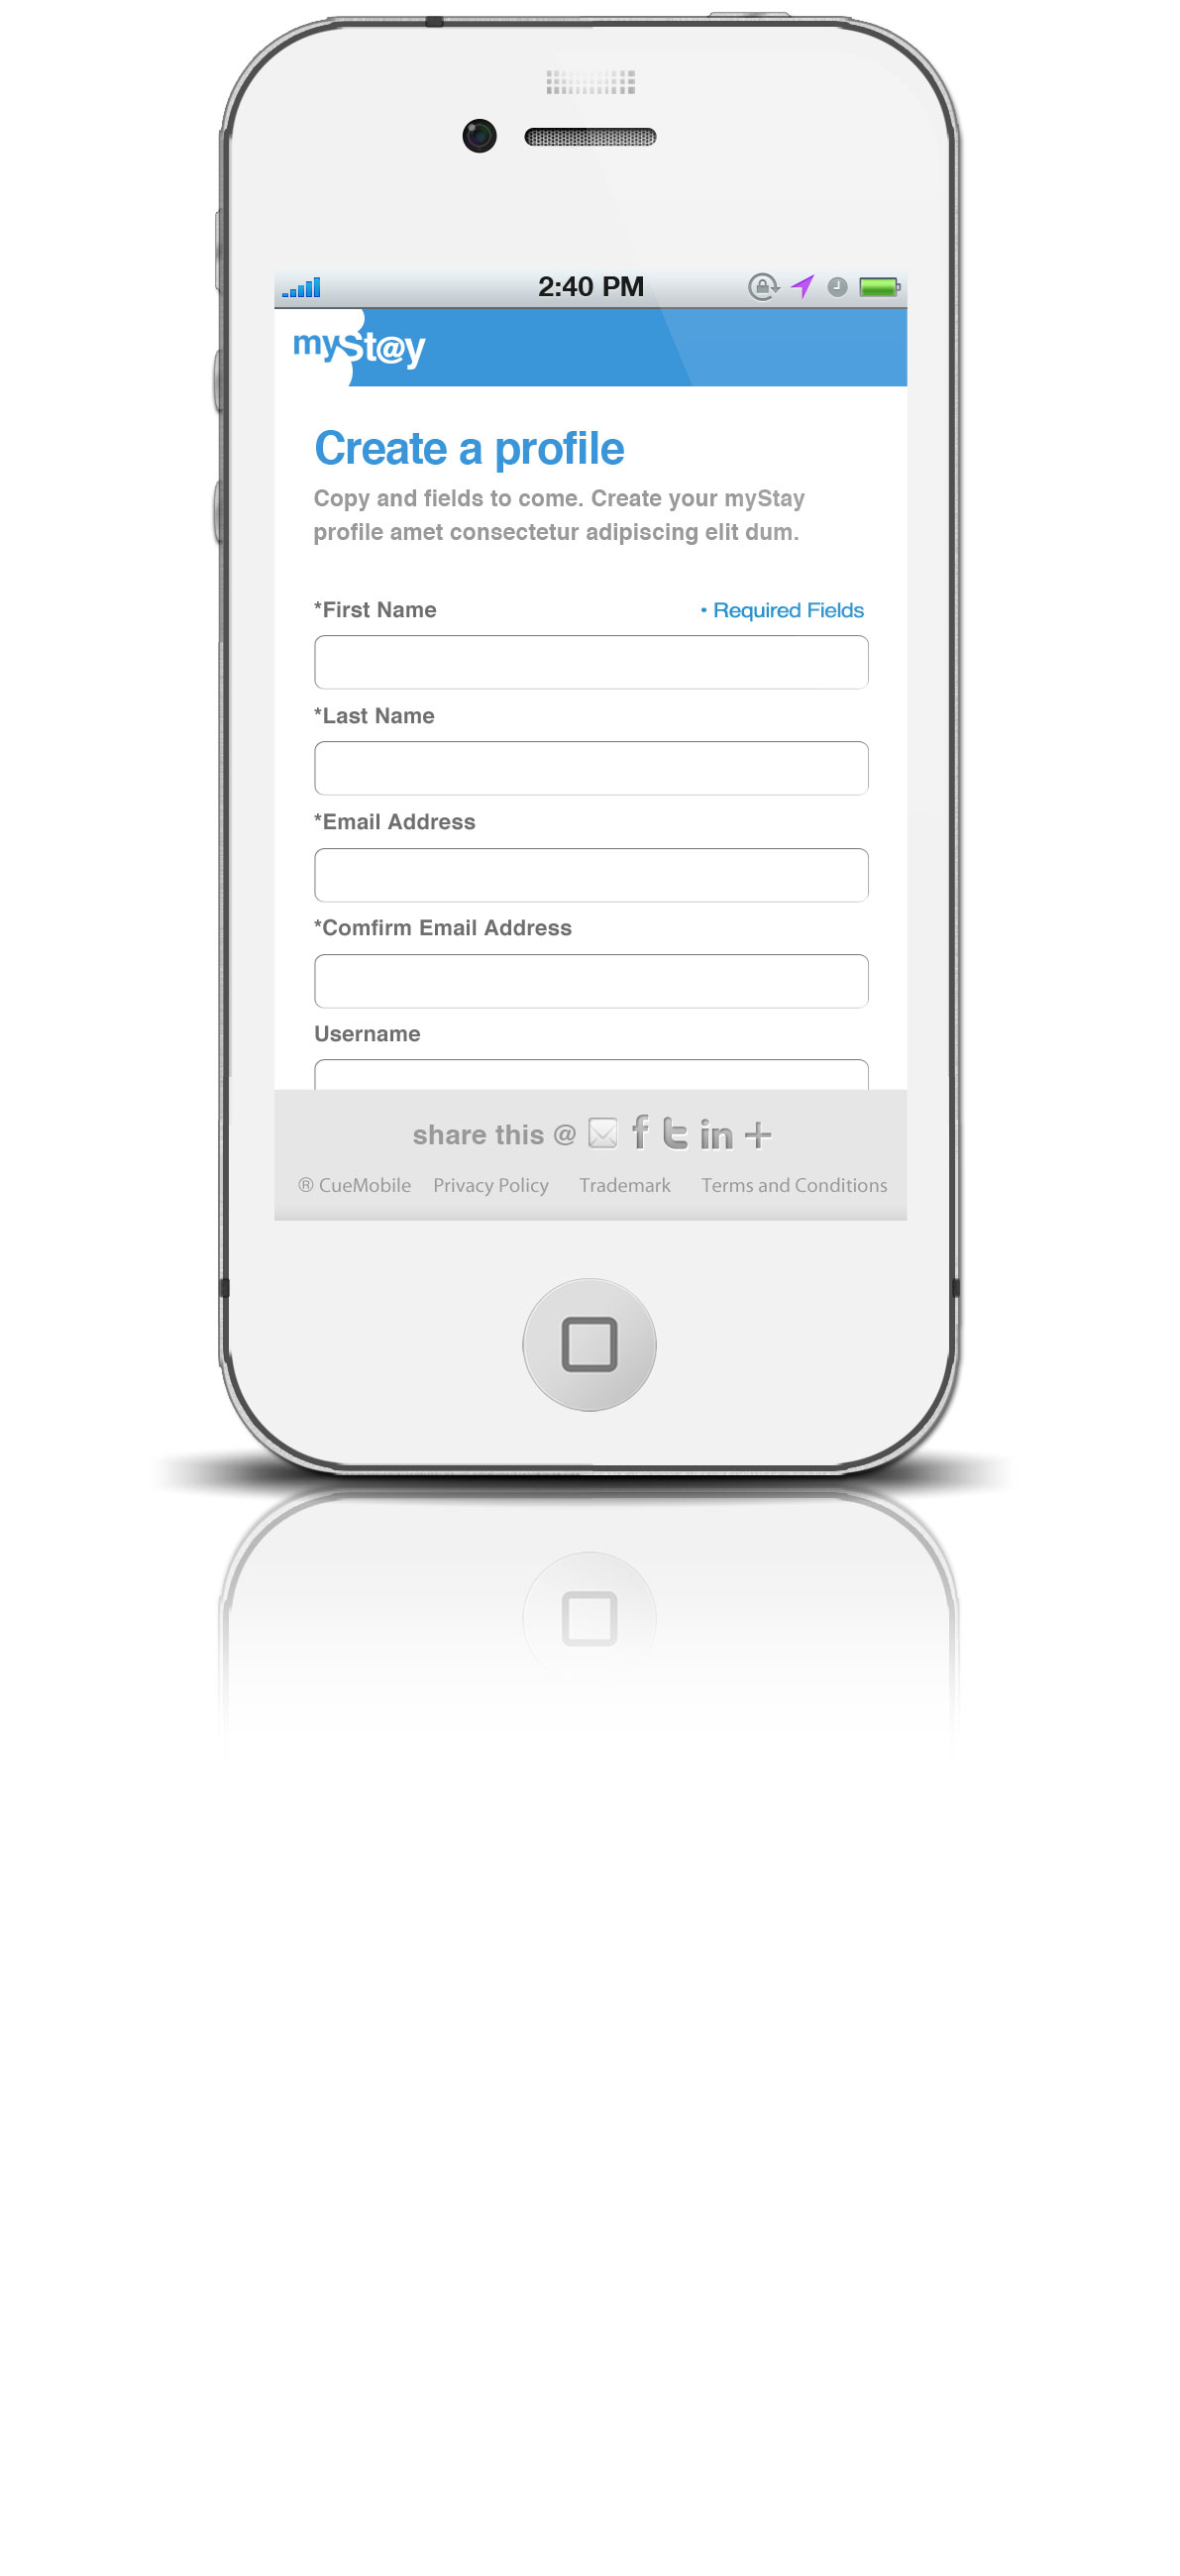 2:40 PM
mySt@y
Create a profile
Copy and fields to come. Create your myStay
profile amet consectetur adipiscing elit dum.
*First Name • Required Fields
*Last Name
*Email Address
*Comfirm Email Address
Username
share this @ f t in +
® CueMobile Privacy Policy Trademark Terms and Conditions